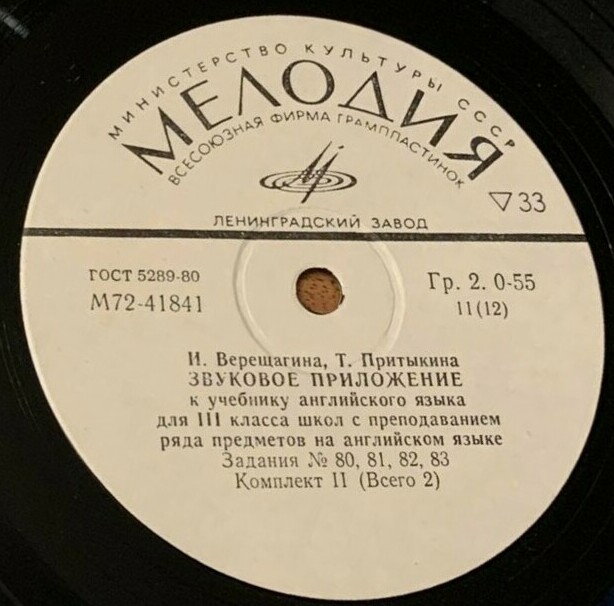 МИНИСТЕРСТВО КУЛЬТУРЫ СССР
МЕЛОДИЯ
ВСЕСОЮЗНАЯ ФИРМА ГРАМПЛАСТИНОК
▽33
ЛЕНИНГРАДСКИЙ ЗАВОД
ГОСТ 5289-80
М72-41841
Гр. 2. 0-55
11(12)
И. Верещагина, Т. Притыкина
ЗВУКОВОЕ ПРИЛОЖЕНИЕ
к учебнику английского языка
для III класса школ с преподаванием
ряда предметов на английском языке
Задания № 80, 81, 82, 83
Комплект II (Всего 2)